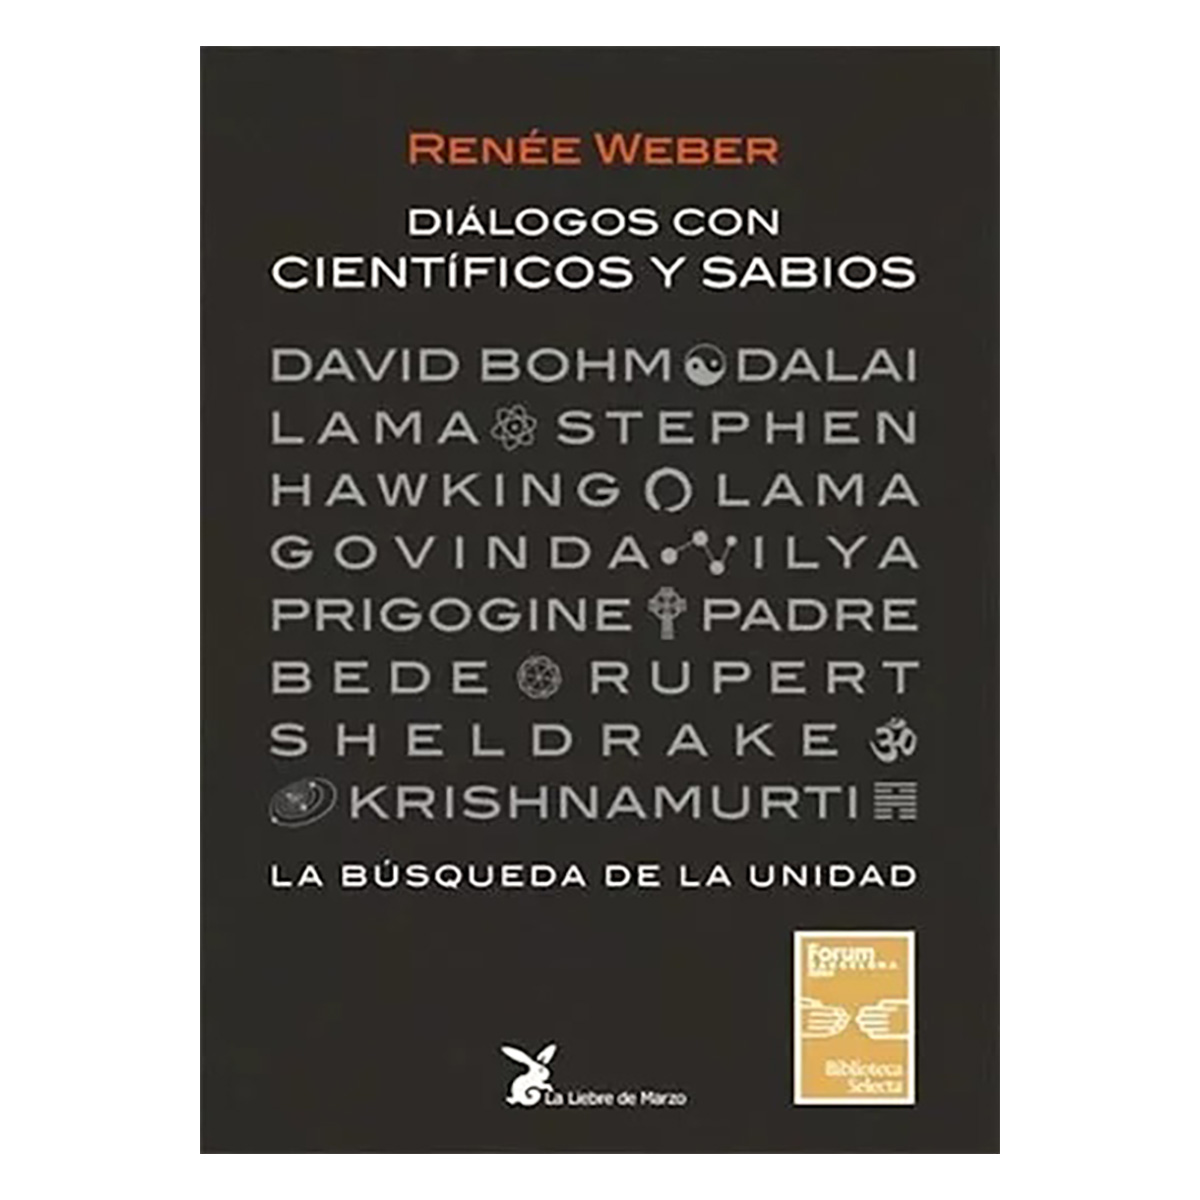 RENÉE WEBER
DIÁLOGOS CON
CIENTÍFICOS Y SABIOS
DAVID BOHM DALAI
LAMA STEPHEN
HAWKING LAMA
GOVINDA ILYA
PRIGOGINE PADRE
BEDE RUPERT
SHELDRAKE ॐ
KRISHNAMURTI
LA BÚSQUEDA DE LA UNIDAD
Forum
BARCELONA
Biblioteca
Selecta
La Liebre de Marzo